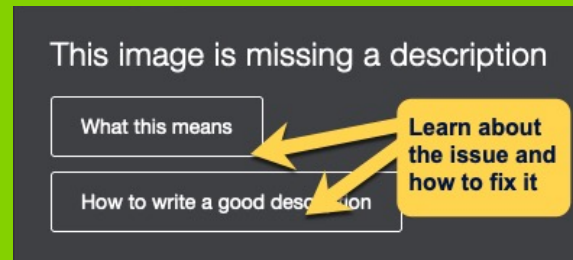 This image is missing a description
What this means
Learn about
the issue and
how to fix it
How to write a good